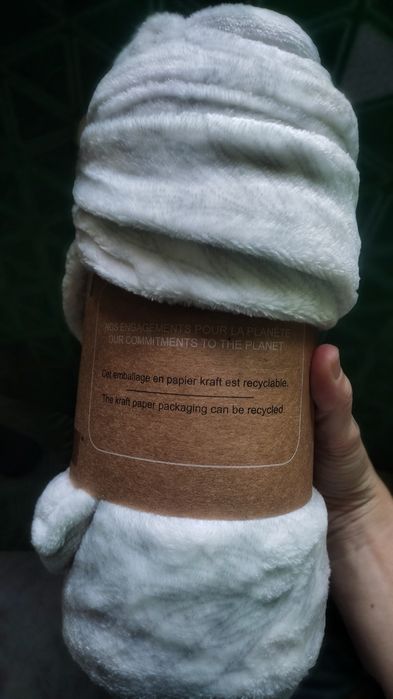 NOS ENGAGEMENTS POUR LA PLANÈTE
OUR COMMITMENTS TO THE PLANET
Cet emballage en papier kraft est recyclable.
The kraft paper packaging can be recycled.